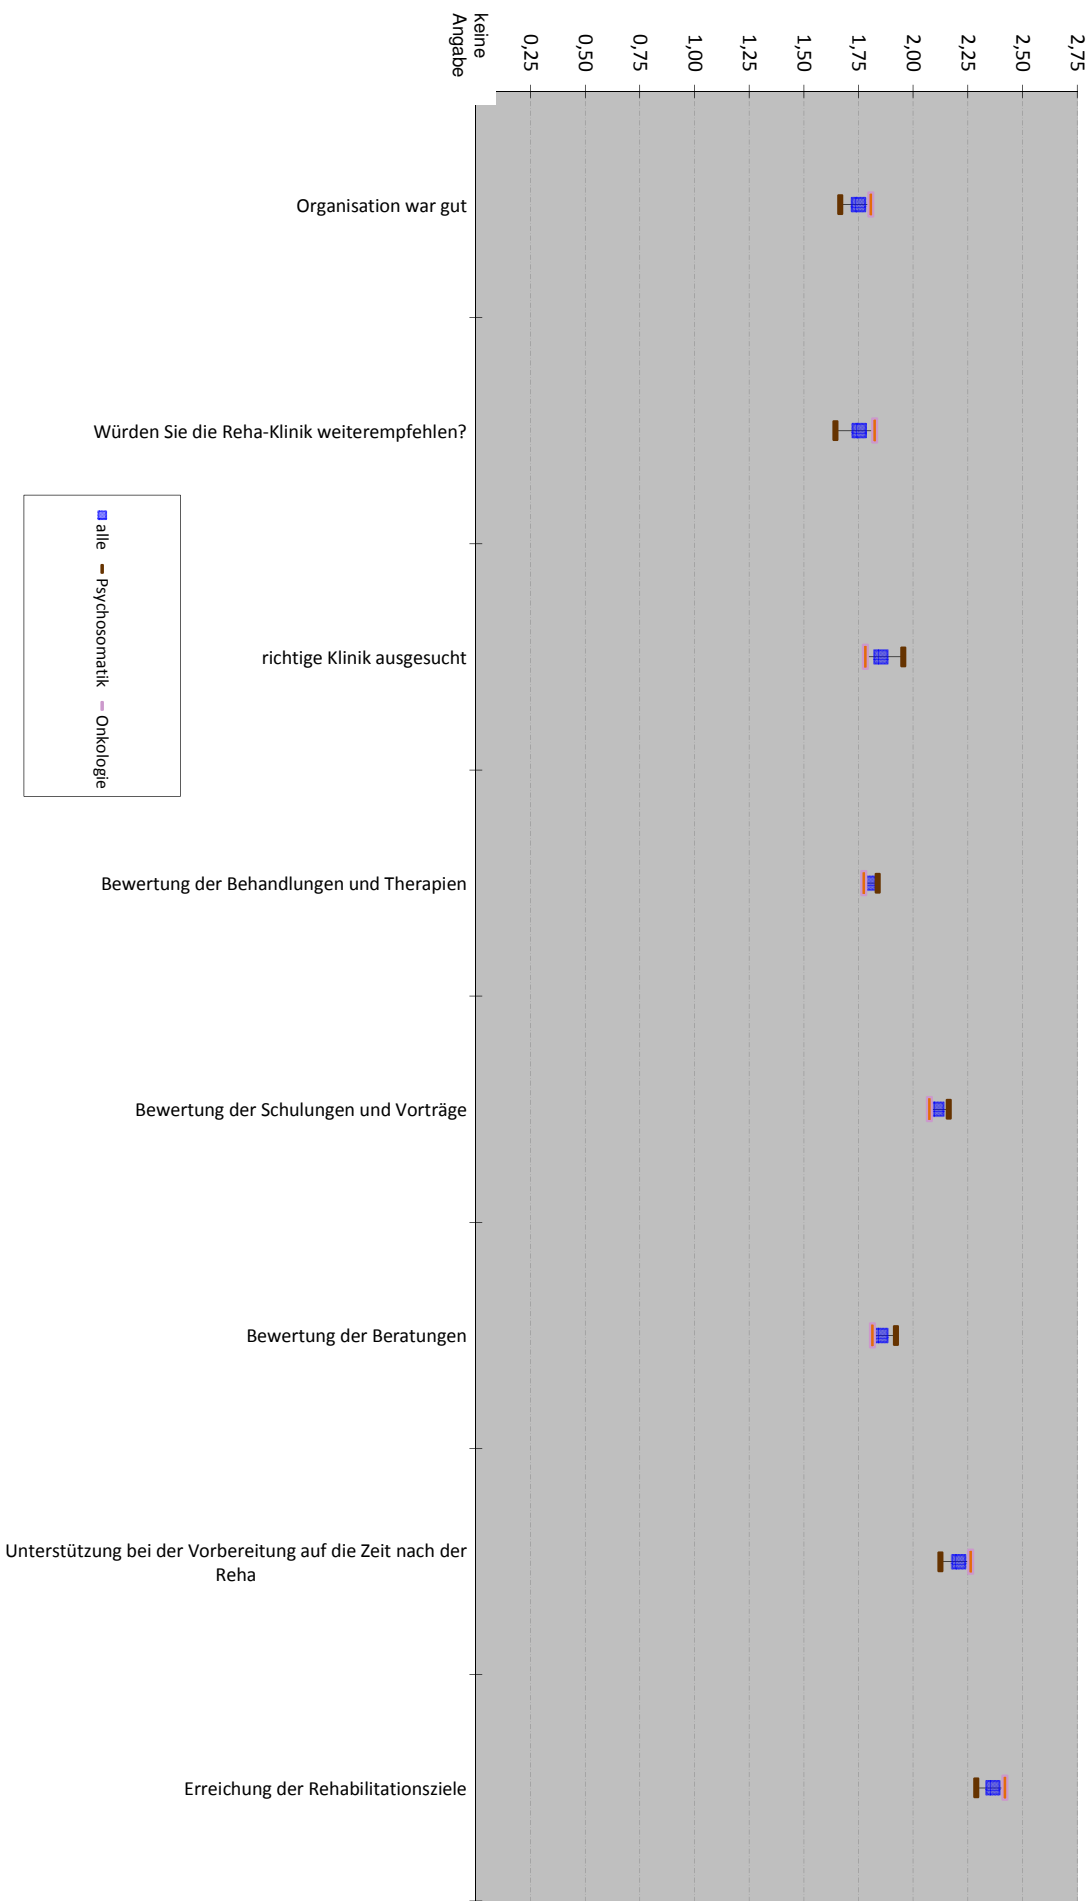 2,75
2,50
2,25
2,00
1,75
1,50
1,25
1,00
0,75
0,50
0,25
keine
Angabe
Organisation war gut
Würden Sie die Reha-Klinik weiterempfehlen?
richtige Klinik ausgesucht
Bewertung der Behandlungen und Therapien
Bewertung der Schulungen und Vorträge
Bewertung der Beratungen
Unterstützung bei der Vorbereitung auf die Zeit nach der
Reha
Erreichung der Rehabilitationsziele
alle Psychosomatik Onkologie